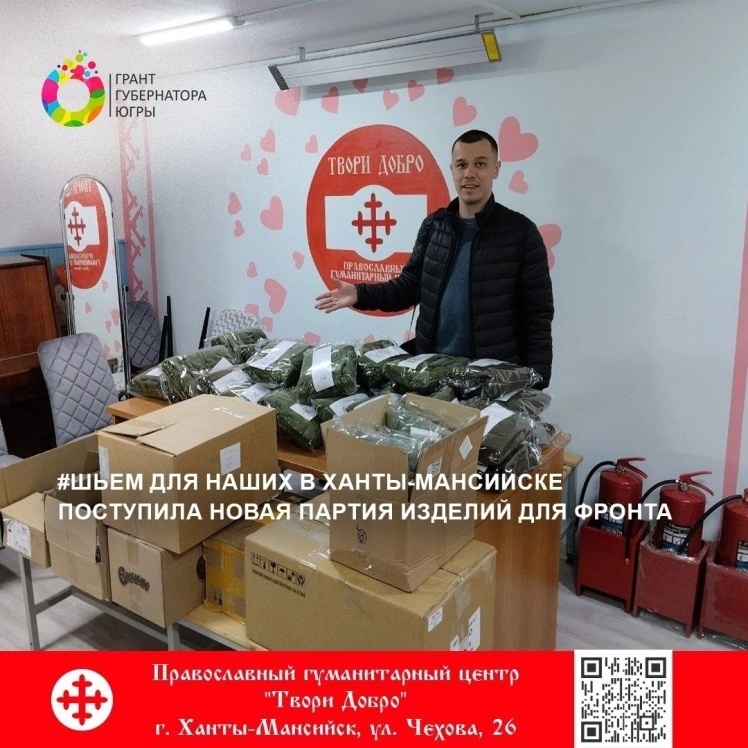 ГРАНТ
ГУБЕРНАТОРА
ЮГРЫ
ТВОРИ ДОБРО
ПРАВОСЛАВНЫЙ
ГУМАНИТАРНЫЙ
#ШЬЕМ ДЛЯ НАШИХ В ХАНТЫ-МАНСИЙСКЕ
ПОСТУПИЛА НОВАЯ ПАРТИЯ ИЗДЕЛИЙ ДЛЯ ФРОНТА
Православный гуманитарный центр
"Твори Добро"
г. Ханты-Мансийск, ул. Чехова, 26